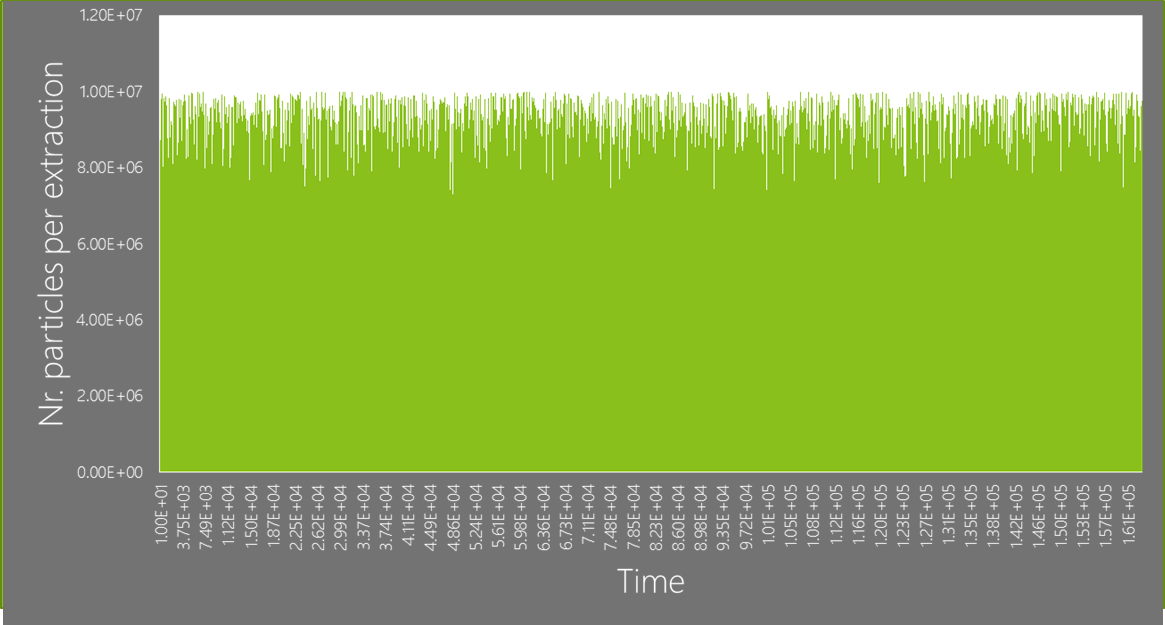 1.20E+07
1.00E+07
8.00E+06
6.00E+06
4.00E+06
2.00E+06
0.00E+00
Nr. particles per extraction
1.00E+01
3.75E+03
7.49E+03
1.12E+04
1.50E+04
1.87E+04
2.25E+04
2.62E+04
2.99E+04
3.37E+04
3.74E+04
4.11E+04
4.49E+04
4.86E+04
5.24E+04
5.61E+04
5.98E+04
6.36E+04
6.73E+04
7.11E+04
7.48E+04
7.85E+04
8.23E+04
8.60E+04
8.98E+04
9.35E+04
9.72E+04
1.01E+05
1.05E+05
1.08E+05
1.12E+05
1.16E+05
1.20E+05
1.23E+05
1.27E+05
1.31E+05
1.35E+05
1.38E+05
1.42E+05
1.46E+05
1.50E+05
1.53E+05
1.57E+05
1.61E+05
Time